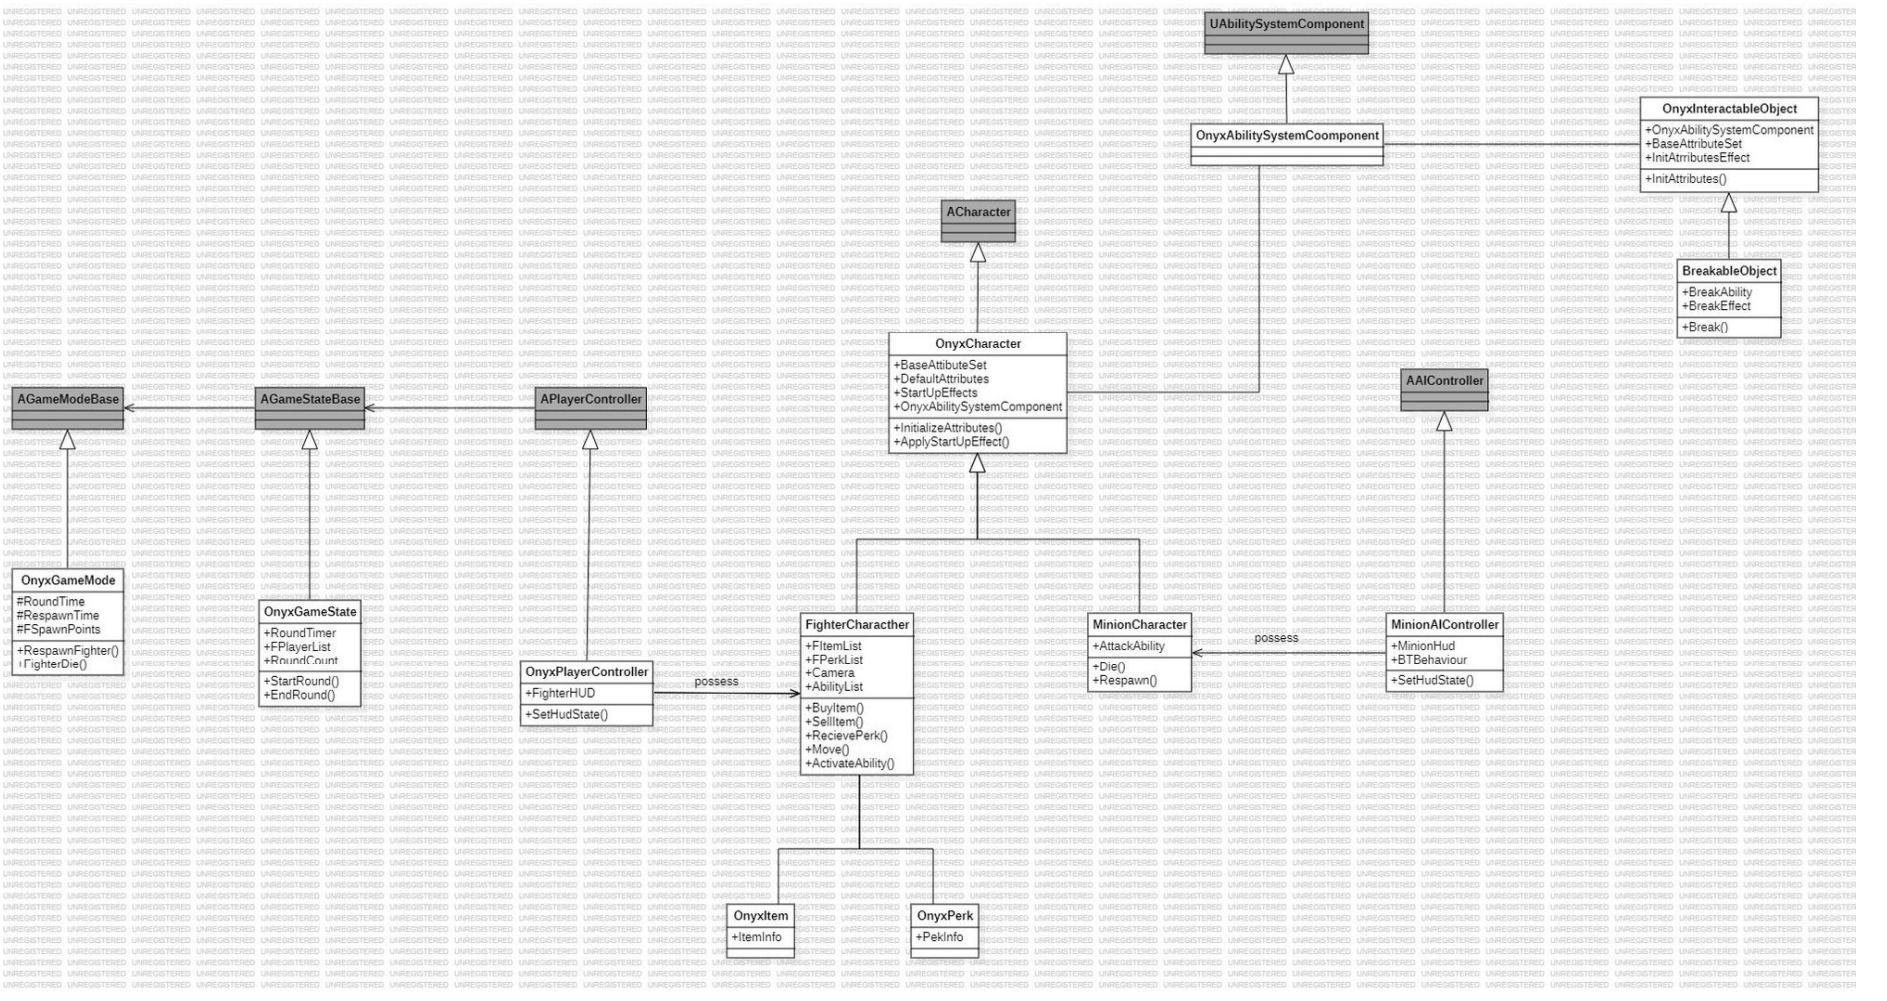 UAbilitySystemComponent
OnyxAbilitySystemCoomponent
OnyxInteractableObject
+OnyxAbilitySystemComponent
+BaseAttributeSet
+InitAtrributesEffect
+InitAttributes()
BreakableObject
+BreakAbility
+BreakEffect
+Break()
ACharacter
OnyxCharacter
+BaseAttibuteSet
+DefaultAttributes
+StartUpEffects
+OnyxAbilitySystemComponent
+InitializeAttributes()
+ApplyStartUpEffect()
AGameModeBase
AGameStateBase
APlayerController
AAIController
OnyxGameMode
#RoundTime
#RespawnTime
#FSpawnPoints
+RespawnFighter()
+FighterDie()
OnyxGameState
+RoundTimer
+FPlayerList
+RoundCount
+StartRound()
+EndRound()
OnyxPlayerController
+FighterHUD
+SetHudState()
possess
FighterCharacther
+FItemList
+FPerkList
+Camera
+AbilityList
+BuyItem()
+SellItem()
+RecievePerk()
+Move()
+ActivateAbility()
MinionCharacter
+AttackAbility
+Die()
+Respawn()
possess
MinionAIController
+MinionHud
+BTBehaviour
+SetHudState()
OnyxItem
+ItemInfo
OnyxPerk
+PekInfo
UNREGISTERED